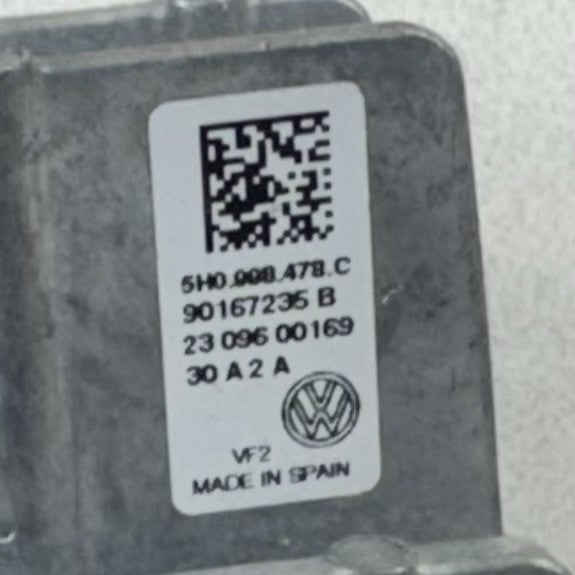 5H0.998.478.C
90167235 B
23 096 00169
30 A 2 A
VF2
MADE IN SPAIN